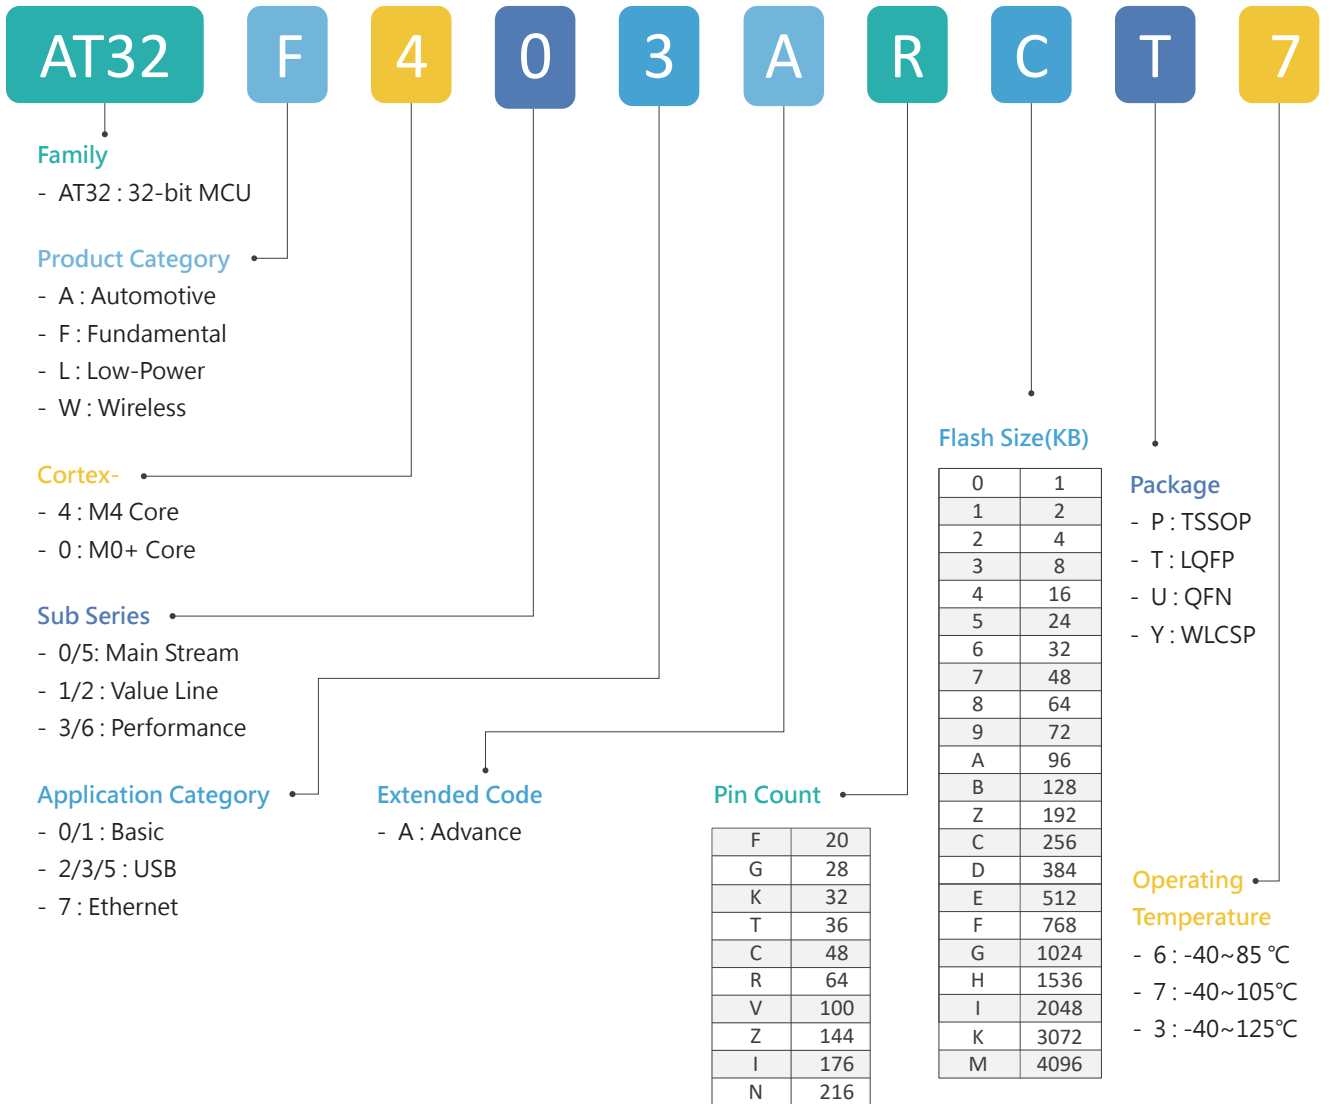 AT32 F 4 0 3 A R C T 7
Family
- AT32 : 32-bit MCU
Product Category
- A : Automotive
- F : Fundamental
- L : Low-Power
- W : Wireless
Cortex-
- 4 : M4 Core
- 0 : M0+ Core
Sub Series
- 0/5: Main Stream
- 1/2 : Value Line
- 3/6 : Performance
Application Category
- 0/1 : Basic
- 2/3/5 : USB
- 7 : Ethernet
Extended Code
- A : Advance
Pin Count
F 20
G 28
K 32
T 36
C 48
R 64
V 100
Z 144
I 176
N 216
Flash Size(KB)
0 1
1 2
2 4
3 8
4 16
5 24
6 32
7 48
8 64
9 72
A 96
B 128
Z 192
C 256
D 384
E 512
F 768
G 1024
H 1536
I 2048
K 3072
M 4096
Package
- P : TSSOP
- T : LQFP
- U : QFN
- Y : WLCSP
Operating
Temperature
- 6 : -40~85 ℃
- 7 : -40~105℃
- 3 : -40~125℃